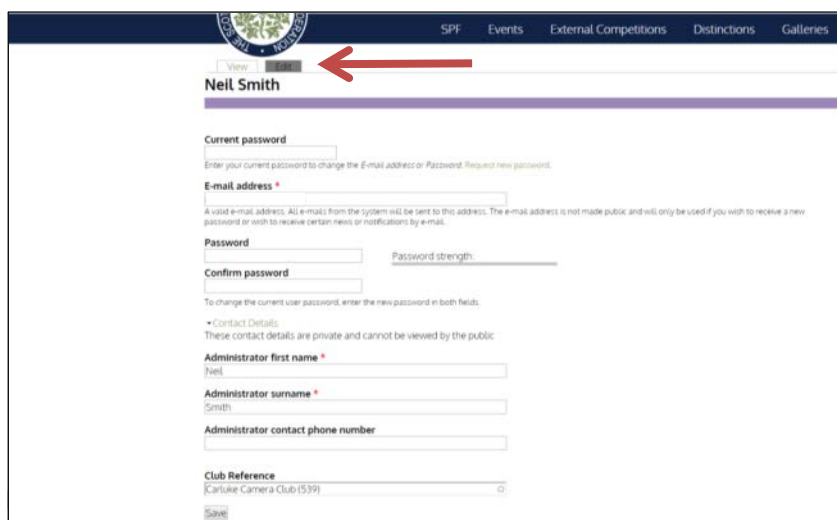 ERATION
THE SCO
SPF Events External Competitions Distinctions Galleries
View Edit
Neil Smith
Current password
Enter your current password to change the E-mail address or Password. Request new password.
E-mail address *
A valid e-mail address. All e-mails from the system will be sent to this address. The e-mail address is not made public and will only be used if you wish to receive a new
password or wish to receive certain news or notifications by e-mail.
Password
Password strength:
Confirm password
To change the current user password, enter the new password in both fields.
Contact Details
These contact details are private and cannot be viewed by the public
Administrator first name *
Neil
Administrator surname *
Smith
Administrator contact phone number
Club Reference
Carluke Camera Club (539)
Save